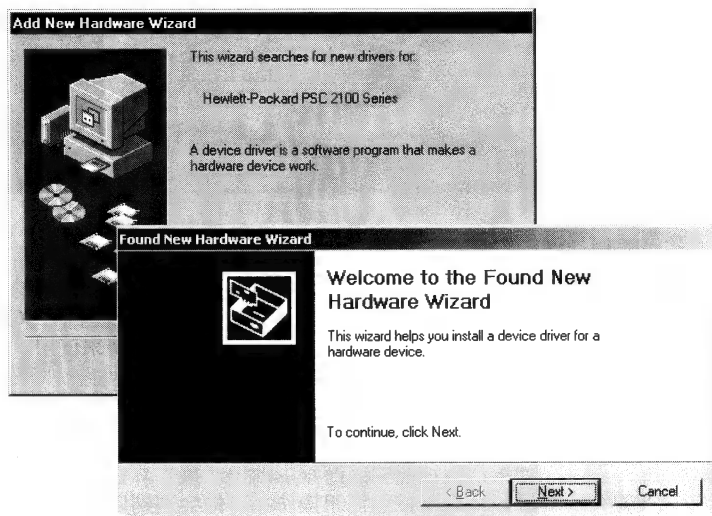 Add New Hardware Wizard
This wizard searches for new drivers for:
Hewlett-Packard PSC 2100 Series
A device driver is a software program that makes a
hardware device work.
Found New Hardware Wizard
Welcome to the Found New
Hardware Wizard
This wizard helps you install a device driver for a
hardware device.
To continue, click Next.
< Back
Next >
Cancel